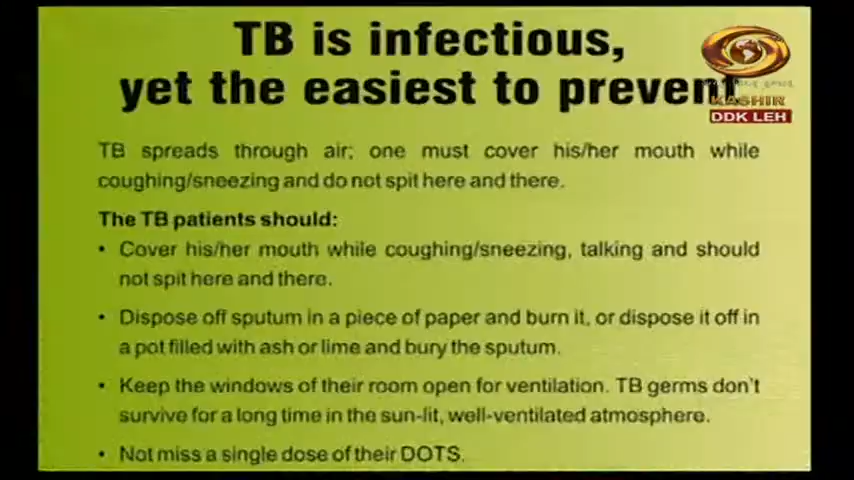 TB is infectious,
yet the easiest to prevent
KASHIR
DDK LEH
TB spreads through air; one must cover his/her mouth while
coughing/sneezing and do not spit here and there.
The TB patients should:
• Cover his/her mouth while coughing/sneezing, talking and should
not spit here and there.
• Dispose off sputum in a piece of paper and burn it, or dispose it off in
a pot filled with ash or lime and bury the sputum.
• Keep the windows of their room open for ventilation. TB germs don't
survive for a long time in the sun-lit, well-ventilated atmosphere.
• Not miss a single dose of their DOTS.